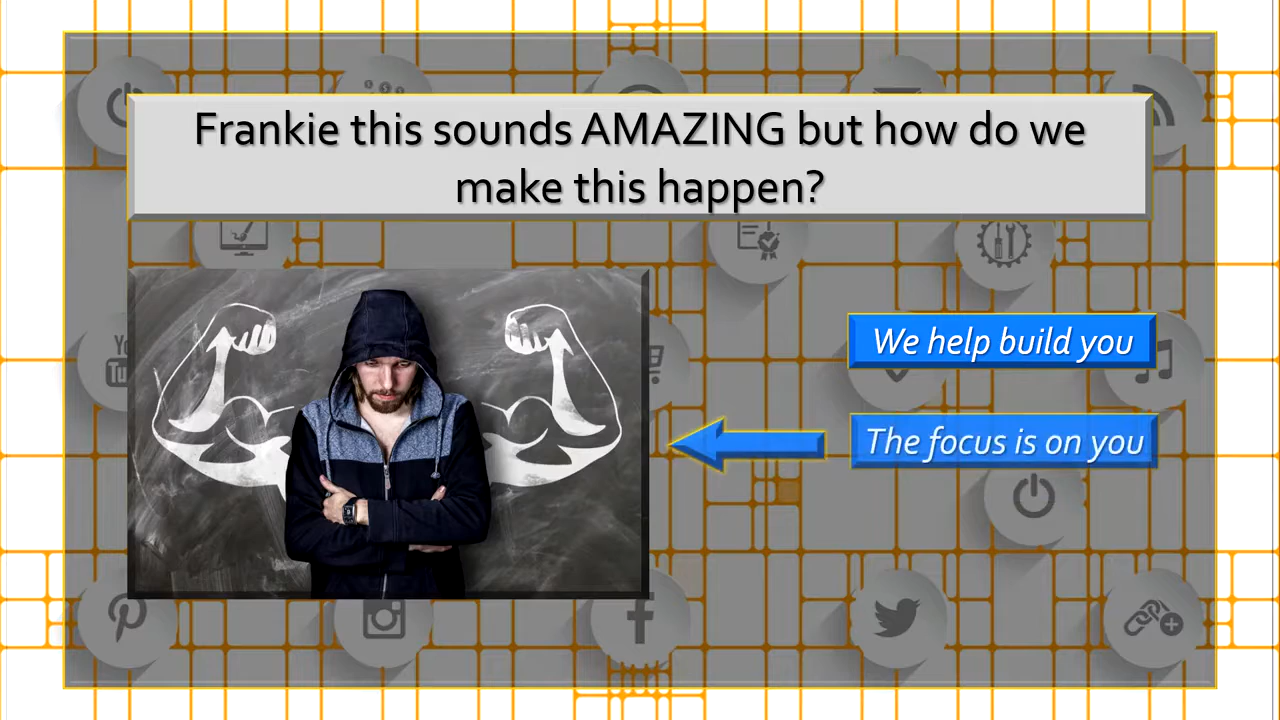 Frankie this sounds AMAZING but how do we
make this happen?
We help build you
The focus is on you